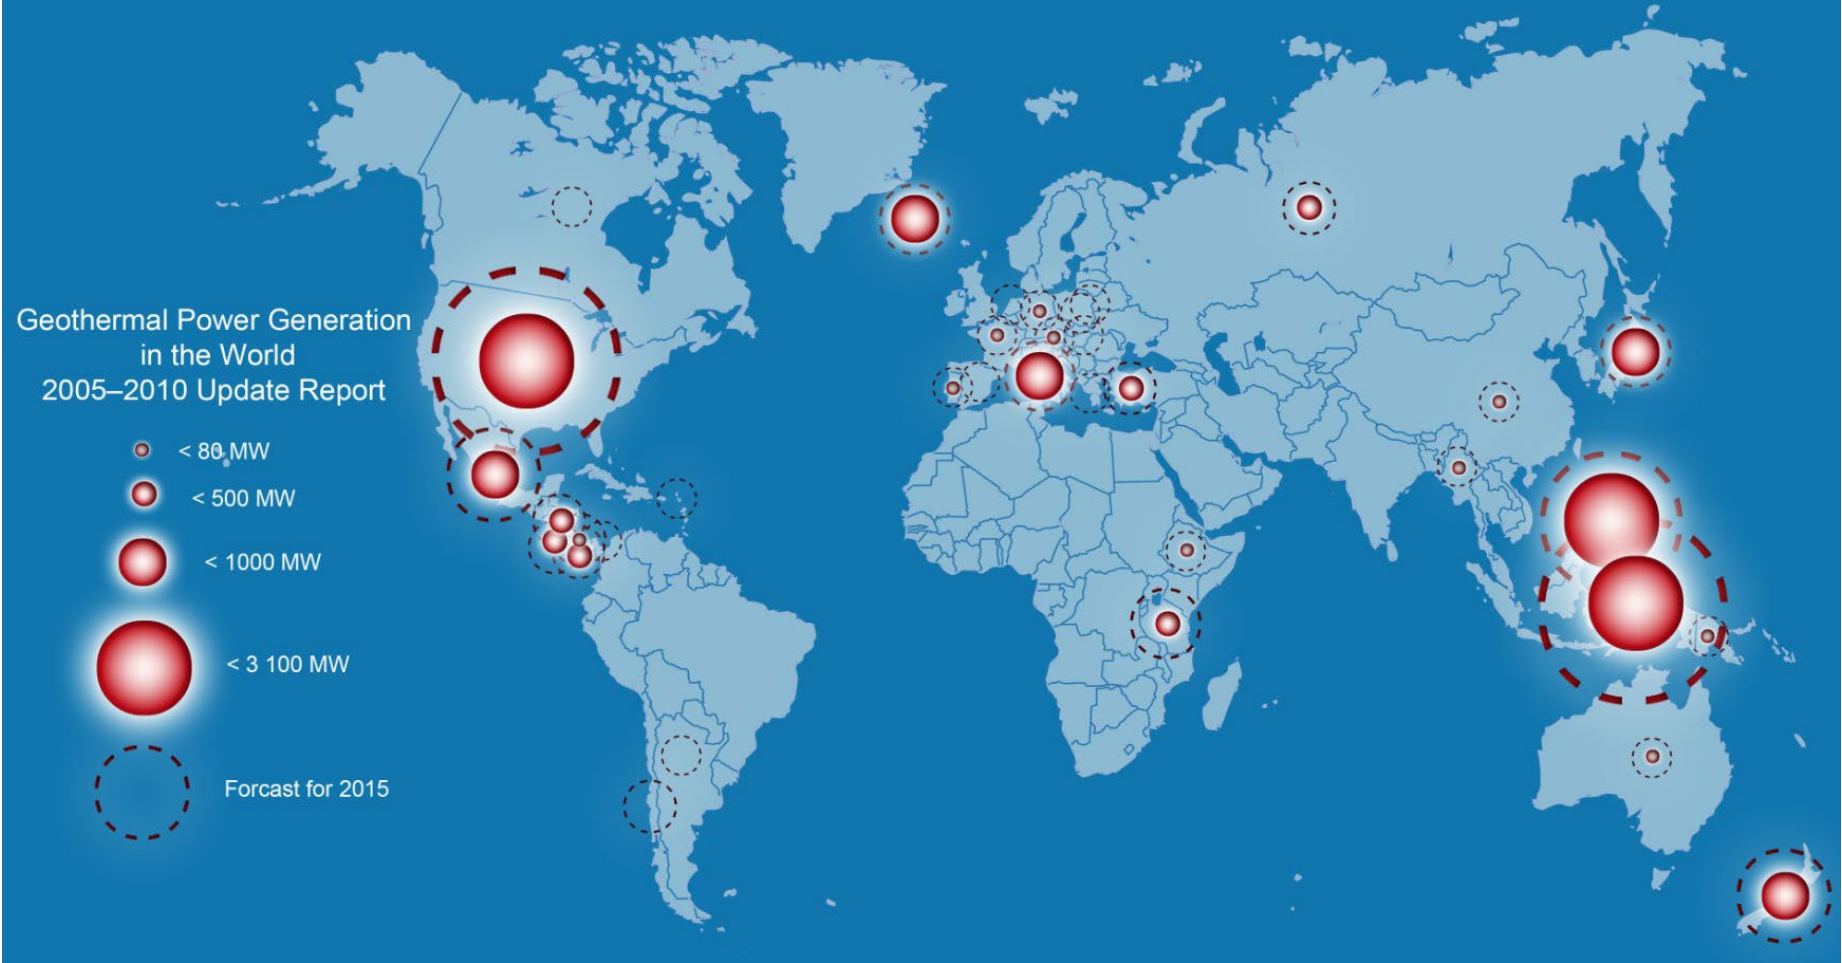 Geothermal Power Generation
in the World
2005–2010 Update Report
< 80 MW
< 500 MW
< 1000 MW
< 3 100 MW
Forcast for 2015